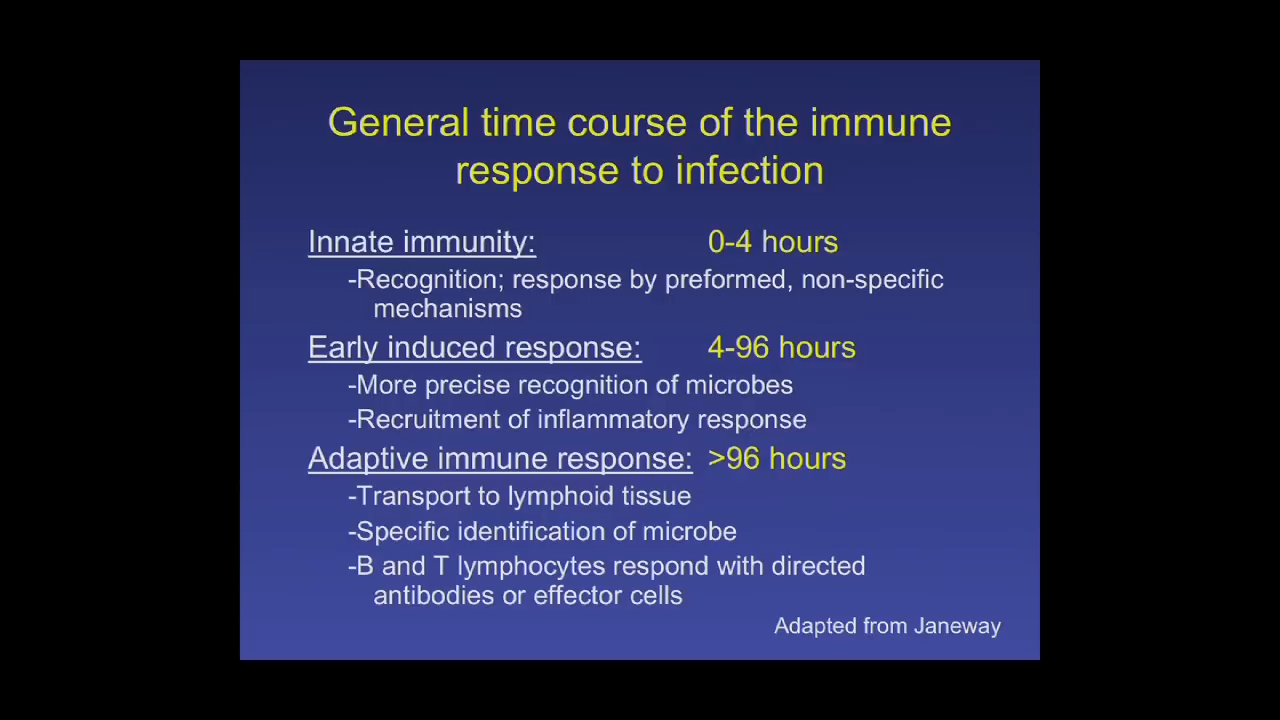 General time course of the immune
response to infection
Innate immunity: 0-4 hours
-Recognition; response by preformed, non-specific
mechanisms
Early induced response: 4-96 hours
-More precise recognition of microbes
-Recruitment of inflammatory response
Adaptive immune response: >96 hours
-Transport to lymphoid tissue
-Specific identification of microbe
-B and T lymphocytes respond with directed
antibodies or effector cells
Adapted from Janeway